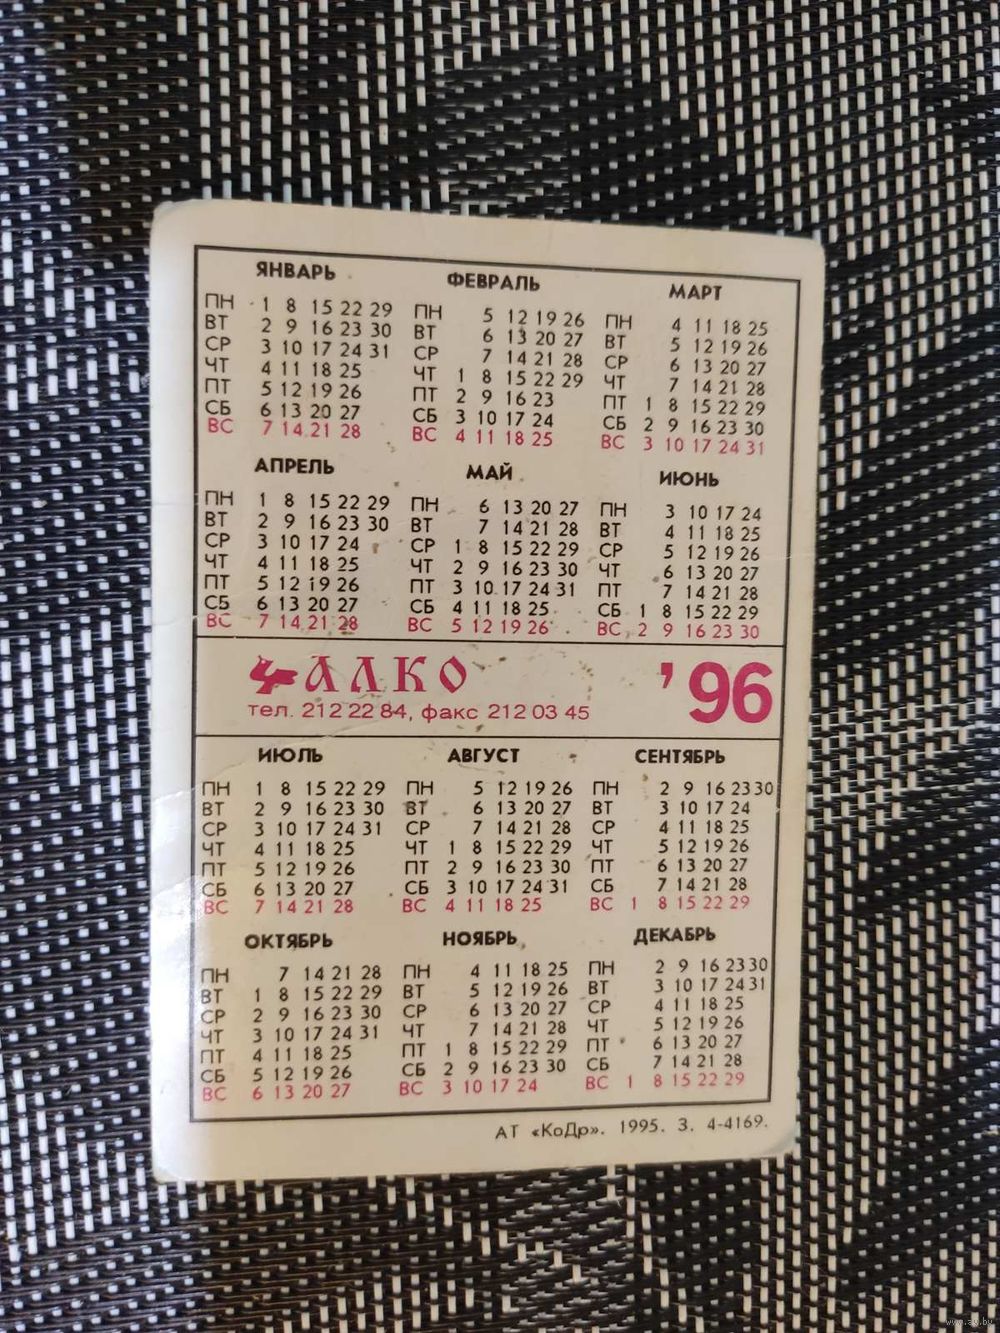 ЯНВАРЬ ФЕВРАЛЬ МАРТ
ПН 1 8 15 22 29 ПН 5 12 19 26 ПН 4 11 18 25
ВТ 2 9 16 23 30 ВТ 6 13 20 27 ВТ 5 12 19 26
СР 3 10 17 24 31 СР 7 14 21 28 СР 6 13 20 27
ЧТ 4 11 18 25 ЧТ 1 8 15 22 29 ЧТ 7 14 21 28
ПТ 5 12 19 26 ПТ 2 9 16 23 ПТ 1 8 15 22 29
СБ 6 13 20 27 СБ 3 10 17 24 СБ 2 9 16 23 30
ВС 7 14 21 28 ВС 4 11 18 25 ВС 3 10 17 24 31
АПРЕЛЬ МАЙ ИЮНЬ
ПН 1 8 15 22 29 ПН 6 13 20 27 ПН 3 10 17 24
ВТ 2 9 16 23 30 ВТ 7 14 21 28 ВТ 4 11 18 25
СР 3 10 17 24 СР 1 8 15 22 29 СР 5 12 19 26
ЧТ 4 11 18 25 ЧТ 2 9 16 23 30 ЧТ 6 13 20 27
ПТ 5 12 19 26 ПТ 3 10 17 24 31 ПТ 7 14 21 28
СБ 6 13 20 27 СБ 4 11 18 25 СБ 1 8 15 22 29
ВС 7 14 21 28 ВС 5 12 19 26 ВС 2 9 16 23 30
АЛКО '96
тел. 212 22 84, факс 212 03 45
ИЮЛЬ АВГУСТ СЕНТЯБРЬ
ПН 1 8 15 22 29 ПН 5 12 19 26 ПН 2 9 16 23 30
ВТ 2 9 16 23 30 ВТ 6 13 20 27 ВТ 3 10 17 24
СР 3 10 17 24 31 СР 7 14 21 28 СР 4 11 18 25
ЧТ 4 11 18 25 ЧТ 1 8 15 22 29 ЧТ 5 12 19 26
ПТ 5 12 19 26 ПТ 2 9 16 23 30 ПТ 6 13 20 27
СБ 6 13 20 27 СБ 3 10 17 24 31 СБ 7 14 21 28
ВС 7 14 21 28 ВС 4 11 18 25 ВС 1 8 15 22 29
ОКТЯБРЬ НОЯБРЬ ДЕКАБРЬ
ПН 7 14 21 28 ПН 4 11 18 25 ПН 2 9 16 23 30
ВТ 1 8 15 22 29 ВТ 5 12 19 26 ВТ 3 10 17 24 31
СР 2 9 16 23 30 СР 6 13 20 27 СР 4 11 18 25
ЧТ 3 10 17 24 31 ЧТ 7 14 21 28 ЧТ 5 12 19 26
ПТ 4 11 18 25 ПТ 1 8 15 22 29 ПТ 6 13 20 27
СБ 5 12 19 26 СБ 2 9 16 23 30 СБ 7 14 21 28
ВС 6 13 20 27 ВС 3 10 17 24 ВС 1 8 15 22 29
АТ «КоДр». 1995. З. 4-4169.
www.ay.by